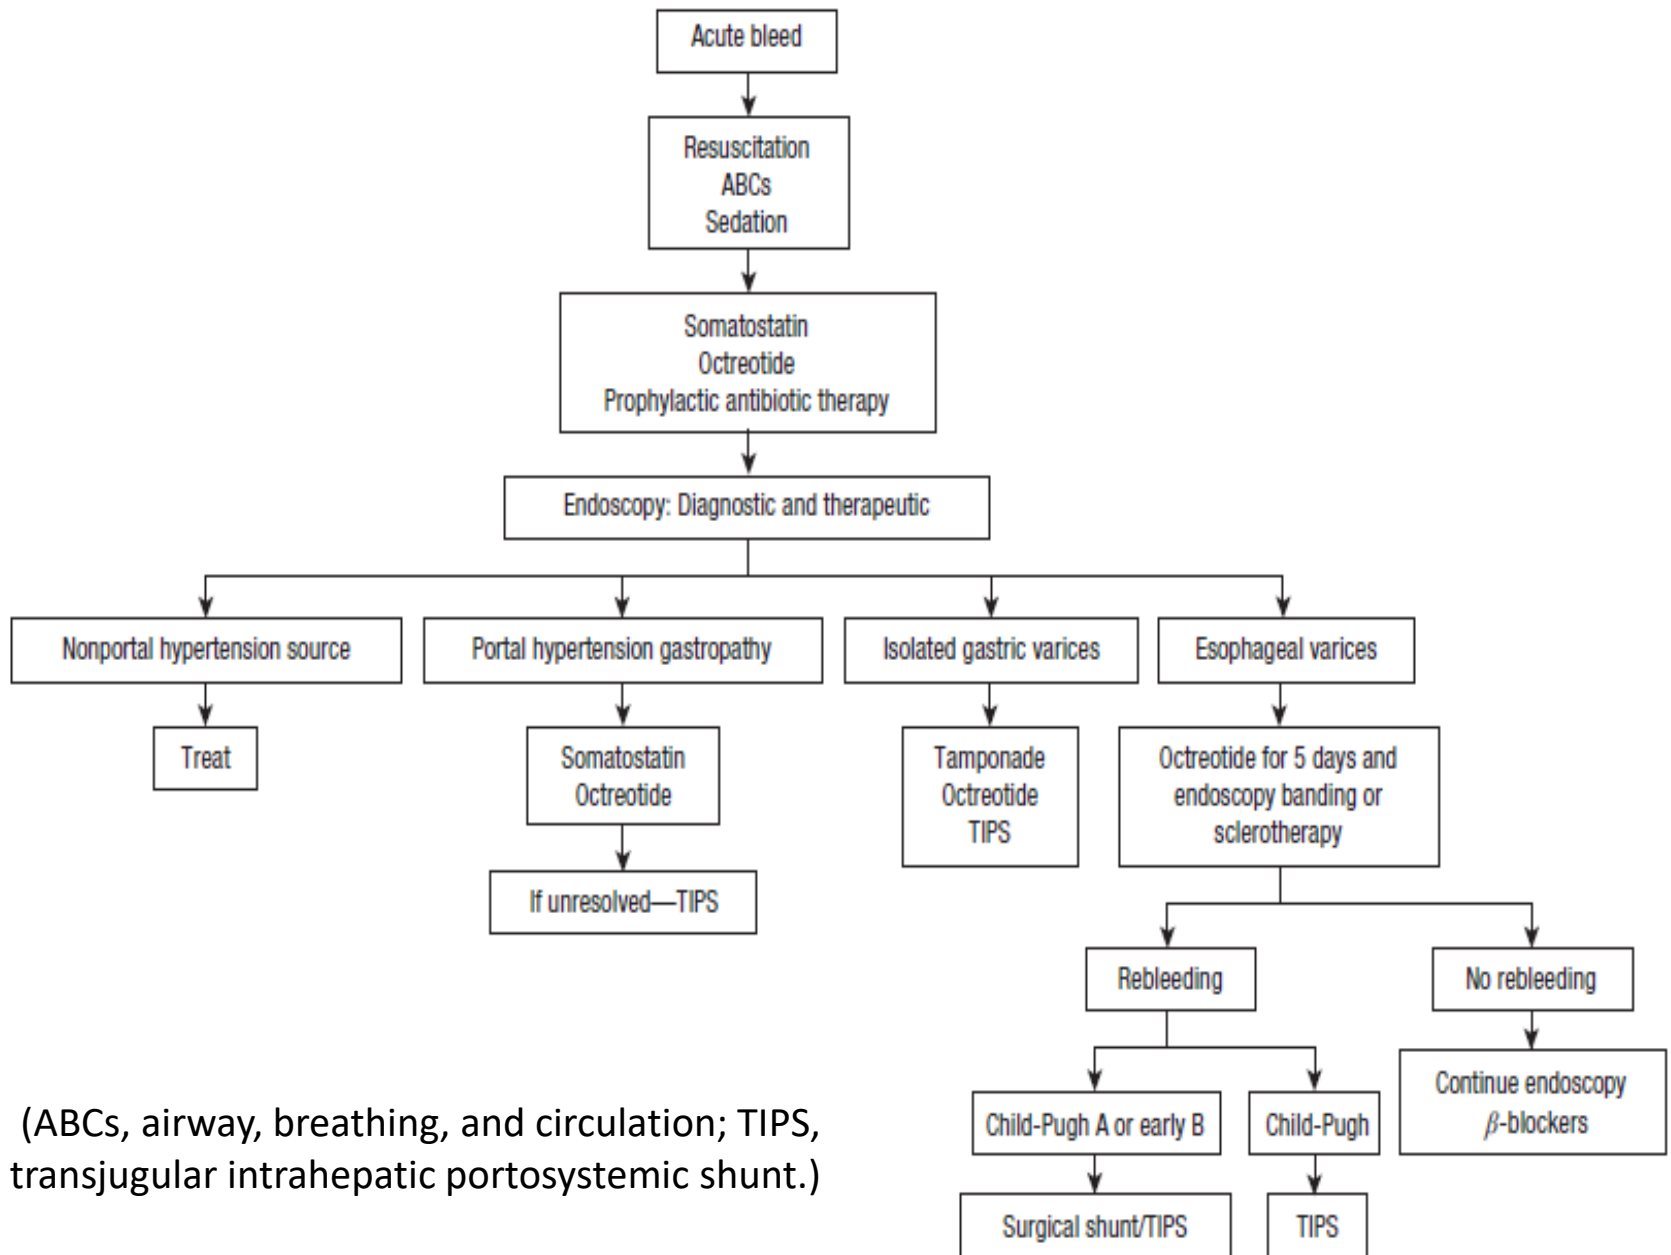 Acute bleed
Resuscitation
ABCs
Sedation
Somatostatin
Octreotide
Prophylactic antibiotic therapy
Endoscopy: Diagnostic and therapeutic
Nonportal hypertension source
Portal hypertension gastropathy
Isolated gastric varices
Esophageal varices
Treat
Somatostatin
Octreotide
Tamponade
Octreotide
TIPS
Octreotide for 5 days and
endoscopy banding or
sclerotherapy
If unresolved—TIPS
Rebleeding
No rebleeding
Child-Pugh A or early B
Child-Pugh
Continue endoscopy
β-blockers
Surgical shunt/TIPS
TIPS
(ABCs, airway, breathing, and circulation; TIPS,
transjugular intrahepatic portosystemic shunt.)